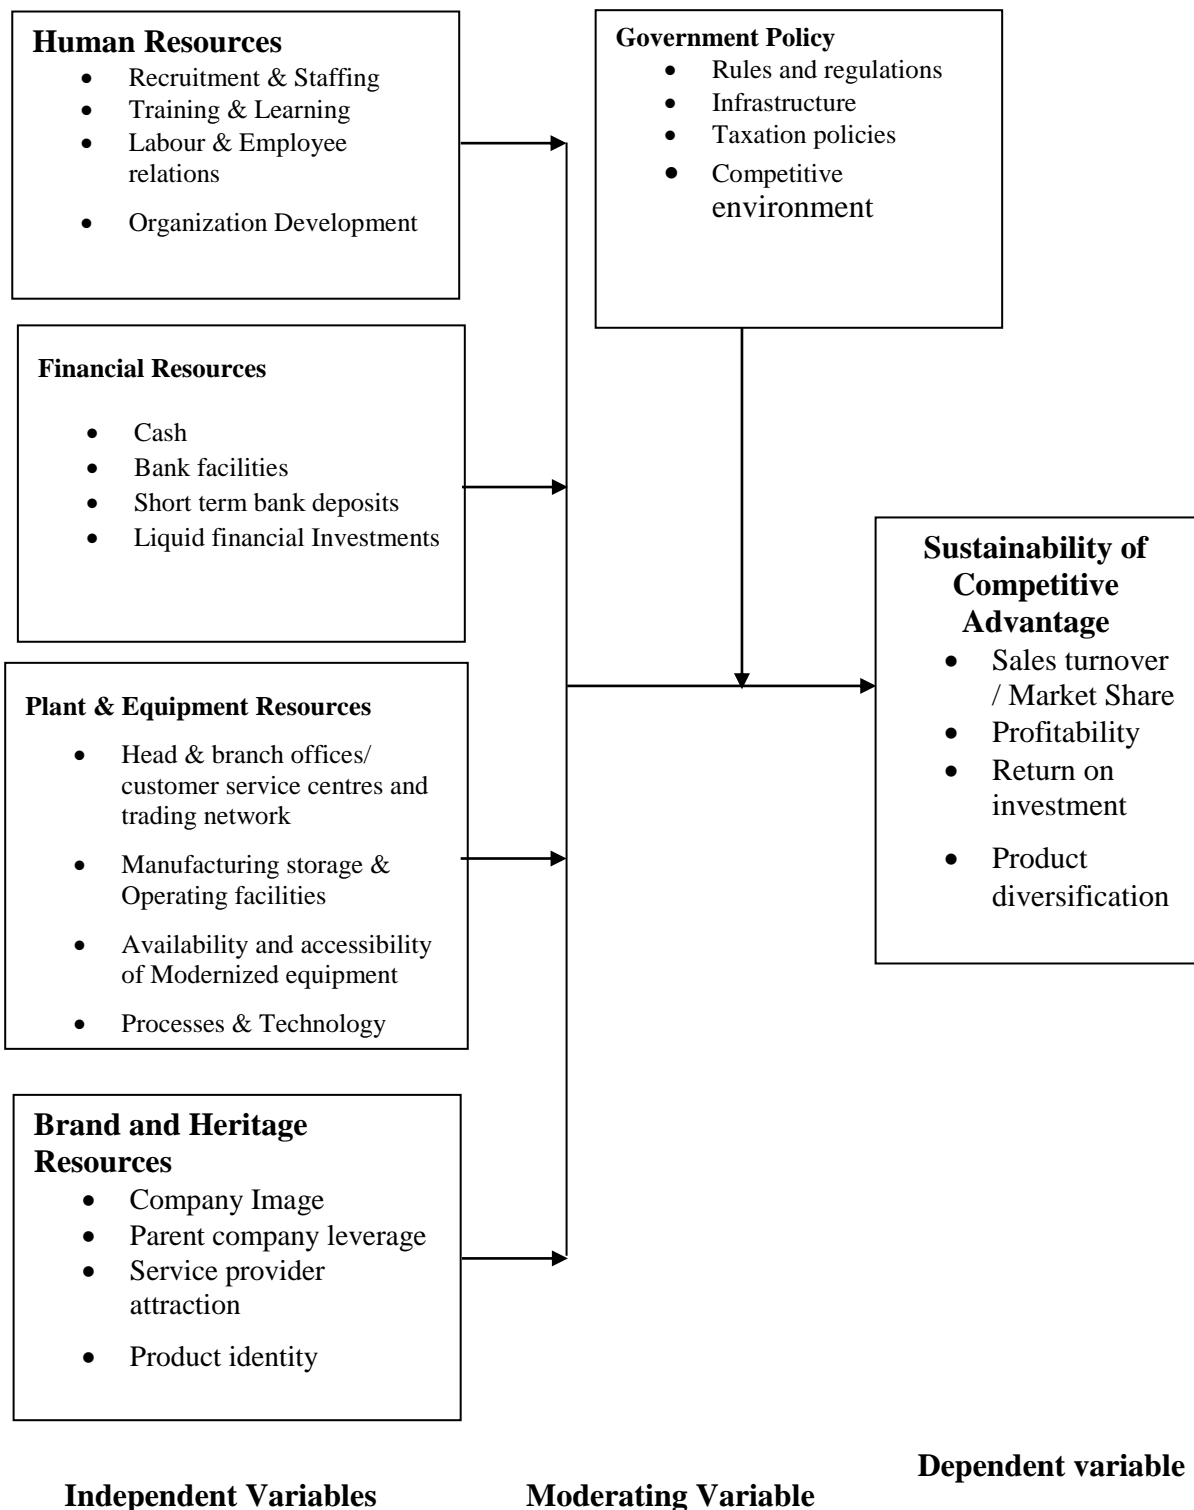 Human Resources
• Recruitment & Staffing
• Training & Learning
• Labour & Employee
relations
• Organization Development
Government Policy
• Rules and regulations
• Infrastructure
• Taxation policies
• Competitive
environment
Financial Resources
• Cash
• Bank facilities
• Short term bank deposits
• Liquid financial Investments
Plant & Equipment Resources
• Head & branch offices/
customer service centres and
trading network
• Manufacturing storage &
Operating facilities
• Availability and accessibility
of Modernized equipment
• Processes & Technology
Sustainability of
Competitive
Advantage
• Sales turnover
/ Market Share
• Profitability
• Return on
investment
• Product
diversification
Brand and Heritage
Resources
• Company Image
• Parent company leverage
• Service provider
attraction
• Product identity
Independent Variables
Moderating Variable
Dependent variable